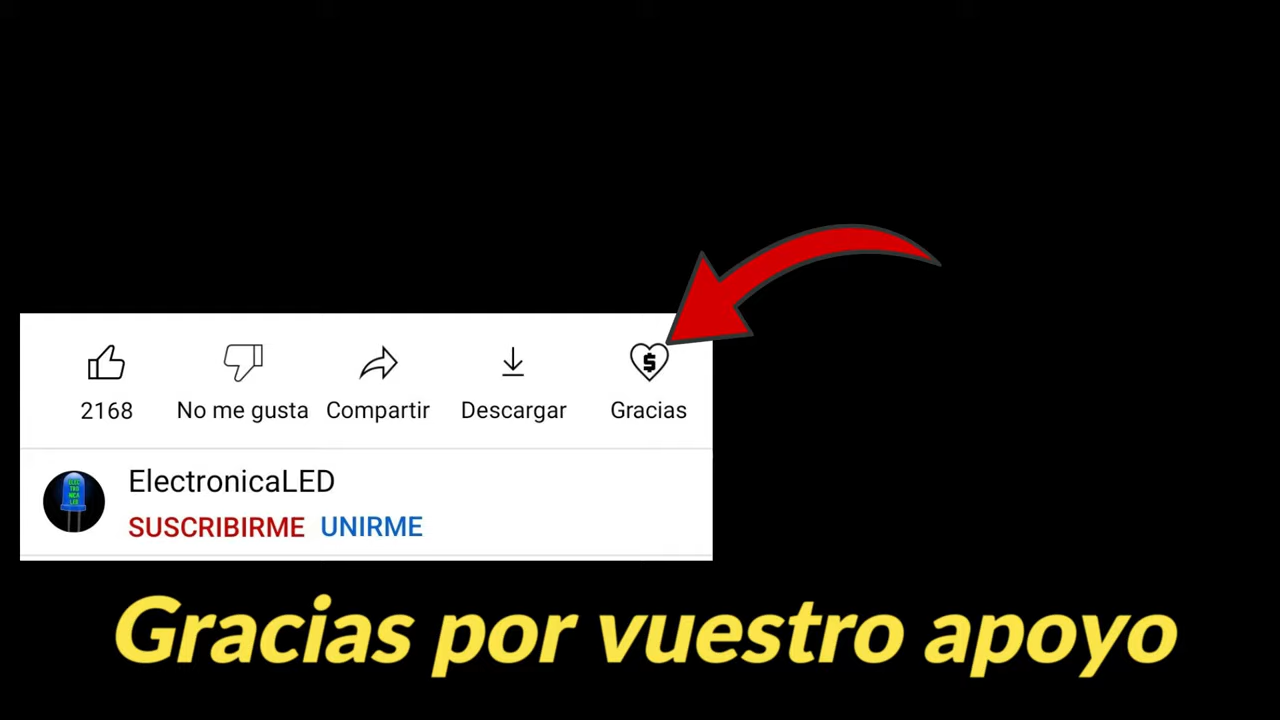 2168
No me gusta
Compartir
Descargar
Gracias
ElectronicaLED
SUSCRIBIRME UNIRME
Gracias por vuestro apoyo